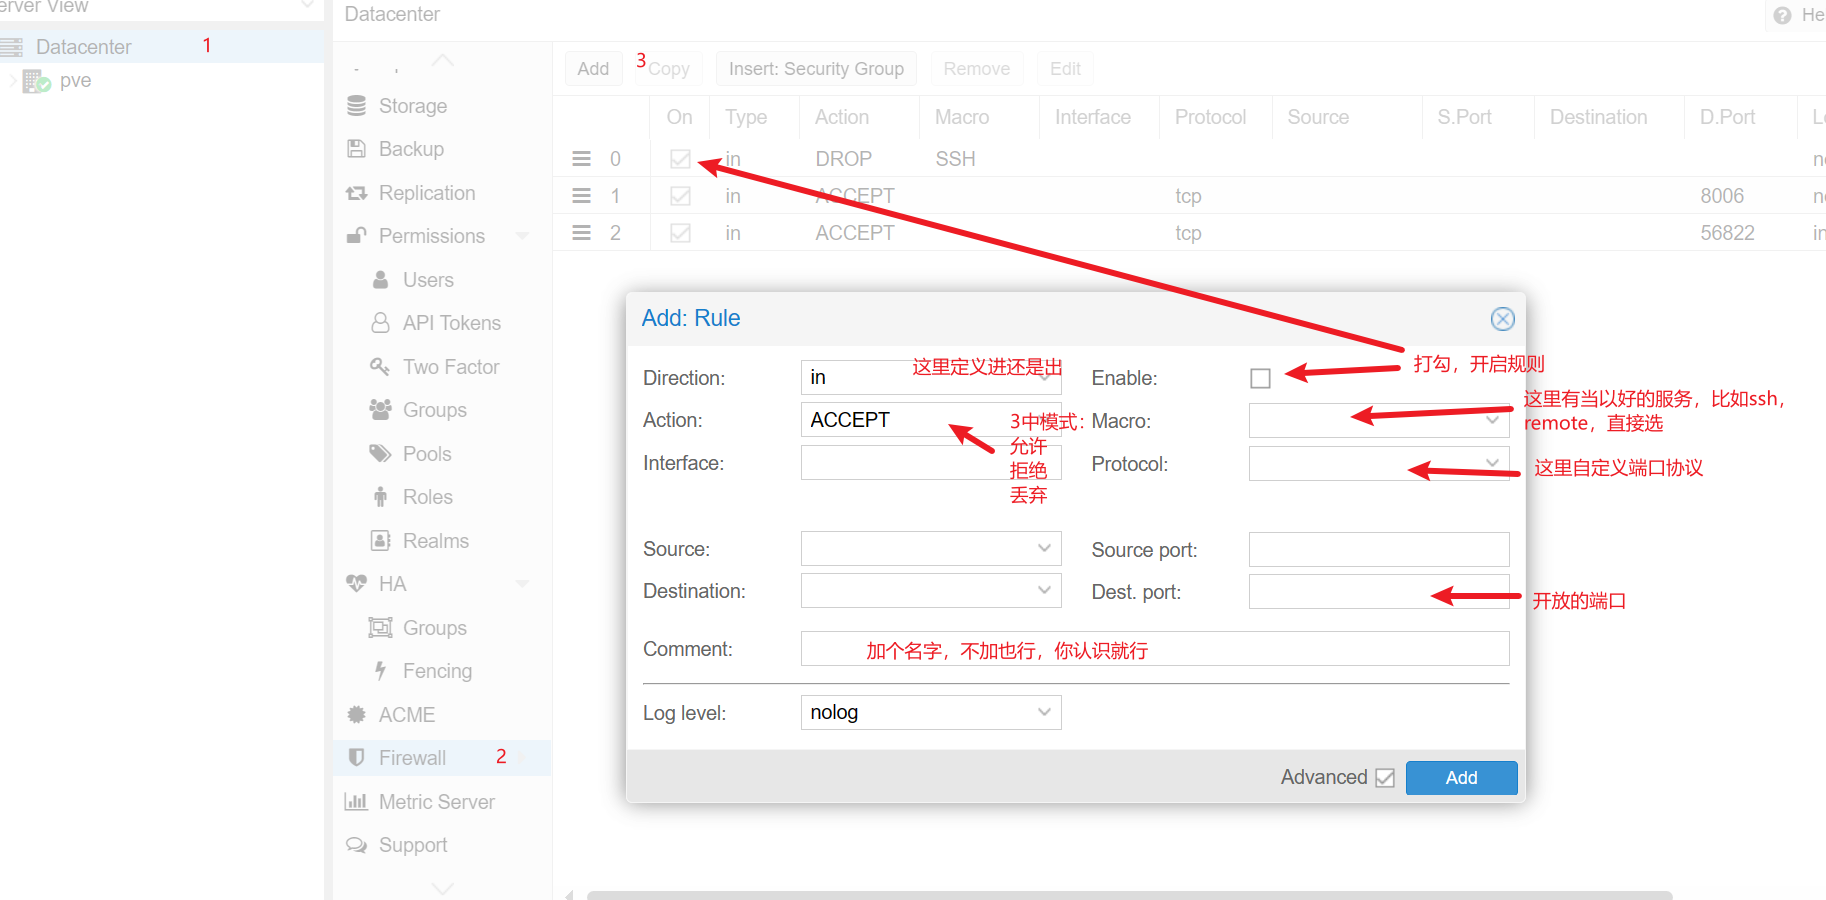 erver View
Datacenter
He
Datacenter 1
pve
Storage
Backup
Replication
Permissions
Users
API Tokens
Two Factor
Groups
Pools
Roles
Realms
HA
Groups
Fencing
ACME
Firewall 2
Metric Server
Support
Add 3 Copy Insert: Security Group Remove Edit
On Type Action Macro Interface Protocol Source S.Port Destination D.Port
0 in DROP SSH
1 in ACCEPT tcp 8006
2 in ACCEPT tcp 56822 in
Add: Rule
Direction: in 这里定义进还是出
Enable: 打勾，开启规则
Action: ACCEPT
3中模式：
允许
拒绝
丢弃
Macro:
这里有当以好的服务，比如ssh，
remote，直接选
Interface:
Protocol: 这里自定义端口协议
Source:
Source port:
Destination:
Dest. port: 开放的端口
Comment: 加个名字，不加也行，你认识就行
Log level: nolog
Advanced Add